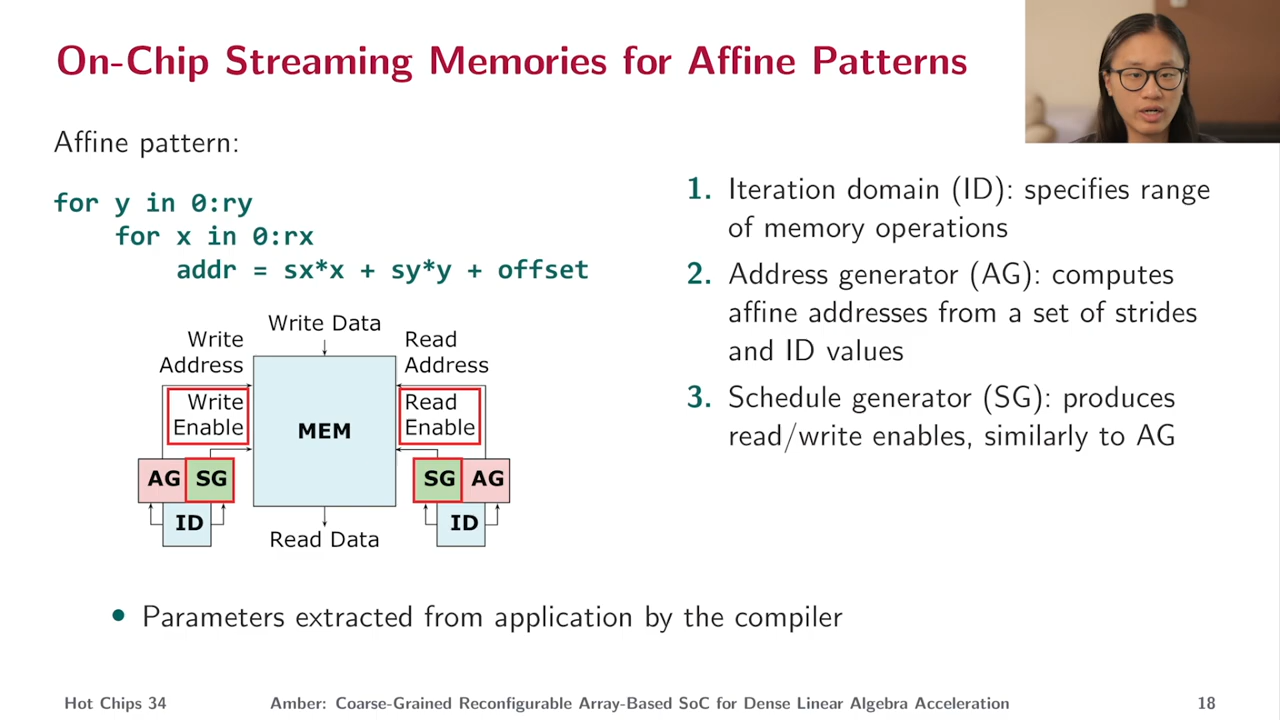 On-Chip Streaming Memories for Affine Patterns
Affine pattern:
for y in 0:ry
for x in 0:rx
addr = sx*x + sy*y + offset
Write Data
Write
Address
Read
Address
Write
Enable
Read
Enable
MEM
AG
SG
SG
AG
ID
ID
Read Data
1. Iteration domain (ID): specifies range
of memory operations
2. Address generator (AG): computes
affine addresses from a set of strides
and ID values
3. Schedule generator (SG): produces
read/write enables, similarly to AG
• Parameters extracted from application by the compiler
Hot Chips 34
Amber: Coarse-Grained Reconfigurable Array-Based SoC for Dense Linear Algebra Acceleration
18